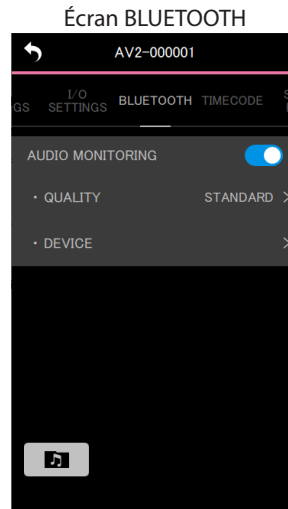 Écran BLUETOOTH
AV2-000001
GS I/O SETTINGS BLUETOOTH TIMECODE S
AUDIO MONITORING
・ QUALITY STANDARD >
・ DEVICE >